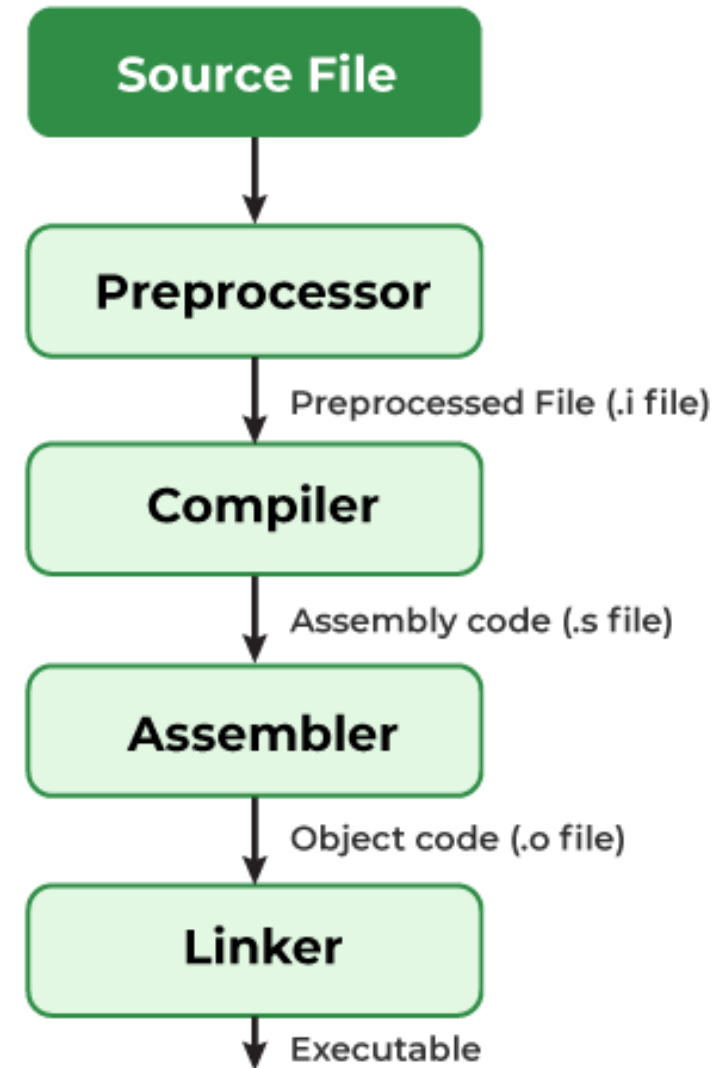 Source File
Preprocessor
Preprocessed File (.i file)
Compiler
Assembly code (.s file)
Assembler
Object code (.o file)
Linker
Executable